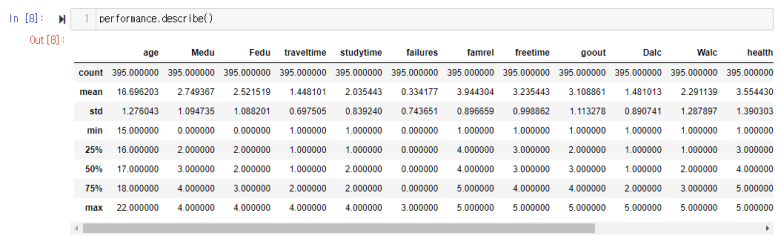 In [8]: 1 performance.describe()
Out[8]:
age Medu Fedu traveltime studytime failures famrel freetime goout Dalc Walc health
count 395.000000 395.000000 395.000000 395.000000 395.000000 395.000000 395.000000 395.000000 395.000000 395.000000 395.000000 395.000000
mean 16.696203 2.749367 2.521519 1.448101 2.035443 0.334177 3.944304 3.235443 3.108861 1.481013 2.291139 3.554430
std 1.276043 1.094735 1.088201 0.697505 0.839240 0.743651 0.896659 0.998862 1.113278 0.890741 1.287897 1.390303
min 15.000000 0.000000 0.000000 1.000000 1.000000 0.000000 1.000000 1.000000 1.000000 1.000000 1.000000 1.000000
25% 16.000000 2.000000 2.000000 1.000000 1.000000 0.000000 4.000000 3.000000 2.000000 1.000000 1.000000 3.000000
50% 17.000000 3.000000 2.000000 1.000000 2.000000 0.000000 4.000000 3.000000 3.000000 1.000000 2.000000 4.000000
75% 18.000000 4.000000 3.000000 2.000000 2.000000 0.000000 5.000000 4.000000 4.000000 2.000000 3.000000 5.000000
max 22.000000 4.000000 4.000000 4.000000 4.000000 3.000000 5.000000 5.000000 5.000000 5.000000 5.000000 5.000000